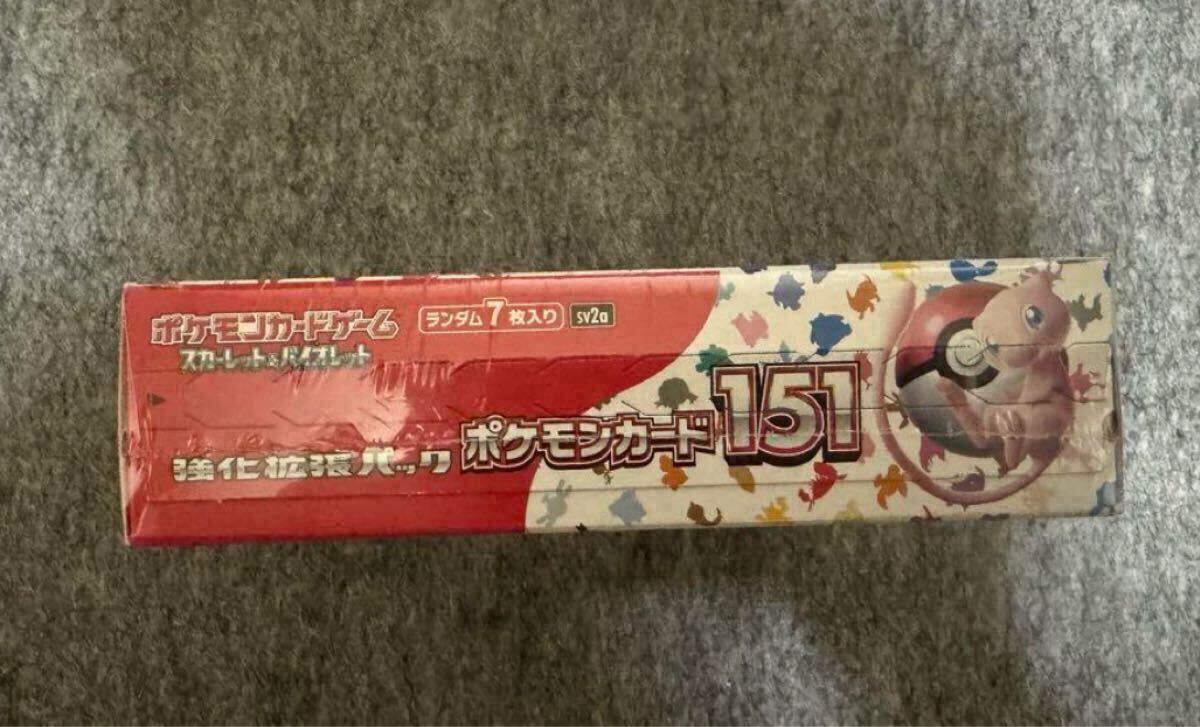 ポケモンカードゲーム
スカーレット&バイオレット
ランダム7枚入り
sv2a
強化拡張パック
ポケモンカード151